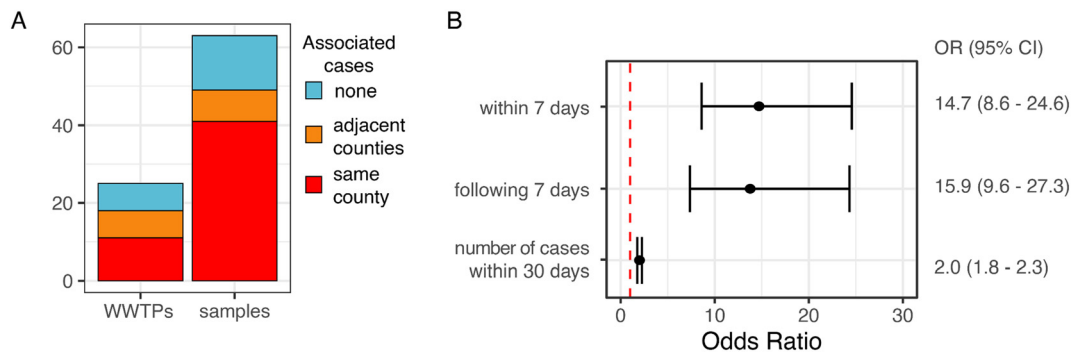 A
60
40
20
0
WWTPs
samples
Associated
cases
none
adjacent
counties
same
county
B
OR (95% CI)
within 7 days
14.7 (8.6 - 24.6)
following 7 days
15.9 (9.6 - 27.3)
number of cases
within 30 days
2.0 (1.8 - 2.3)
0
10
20
30
Odds Ratio